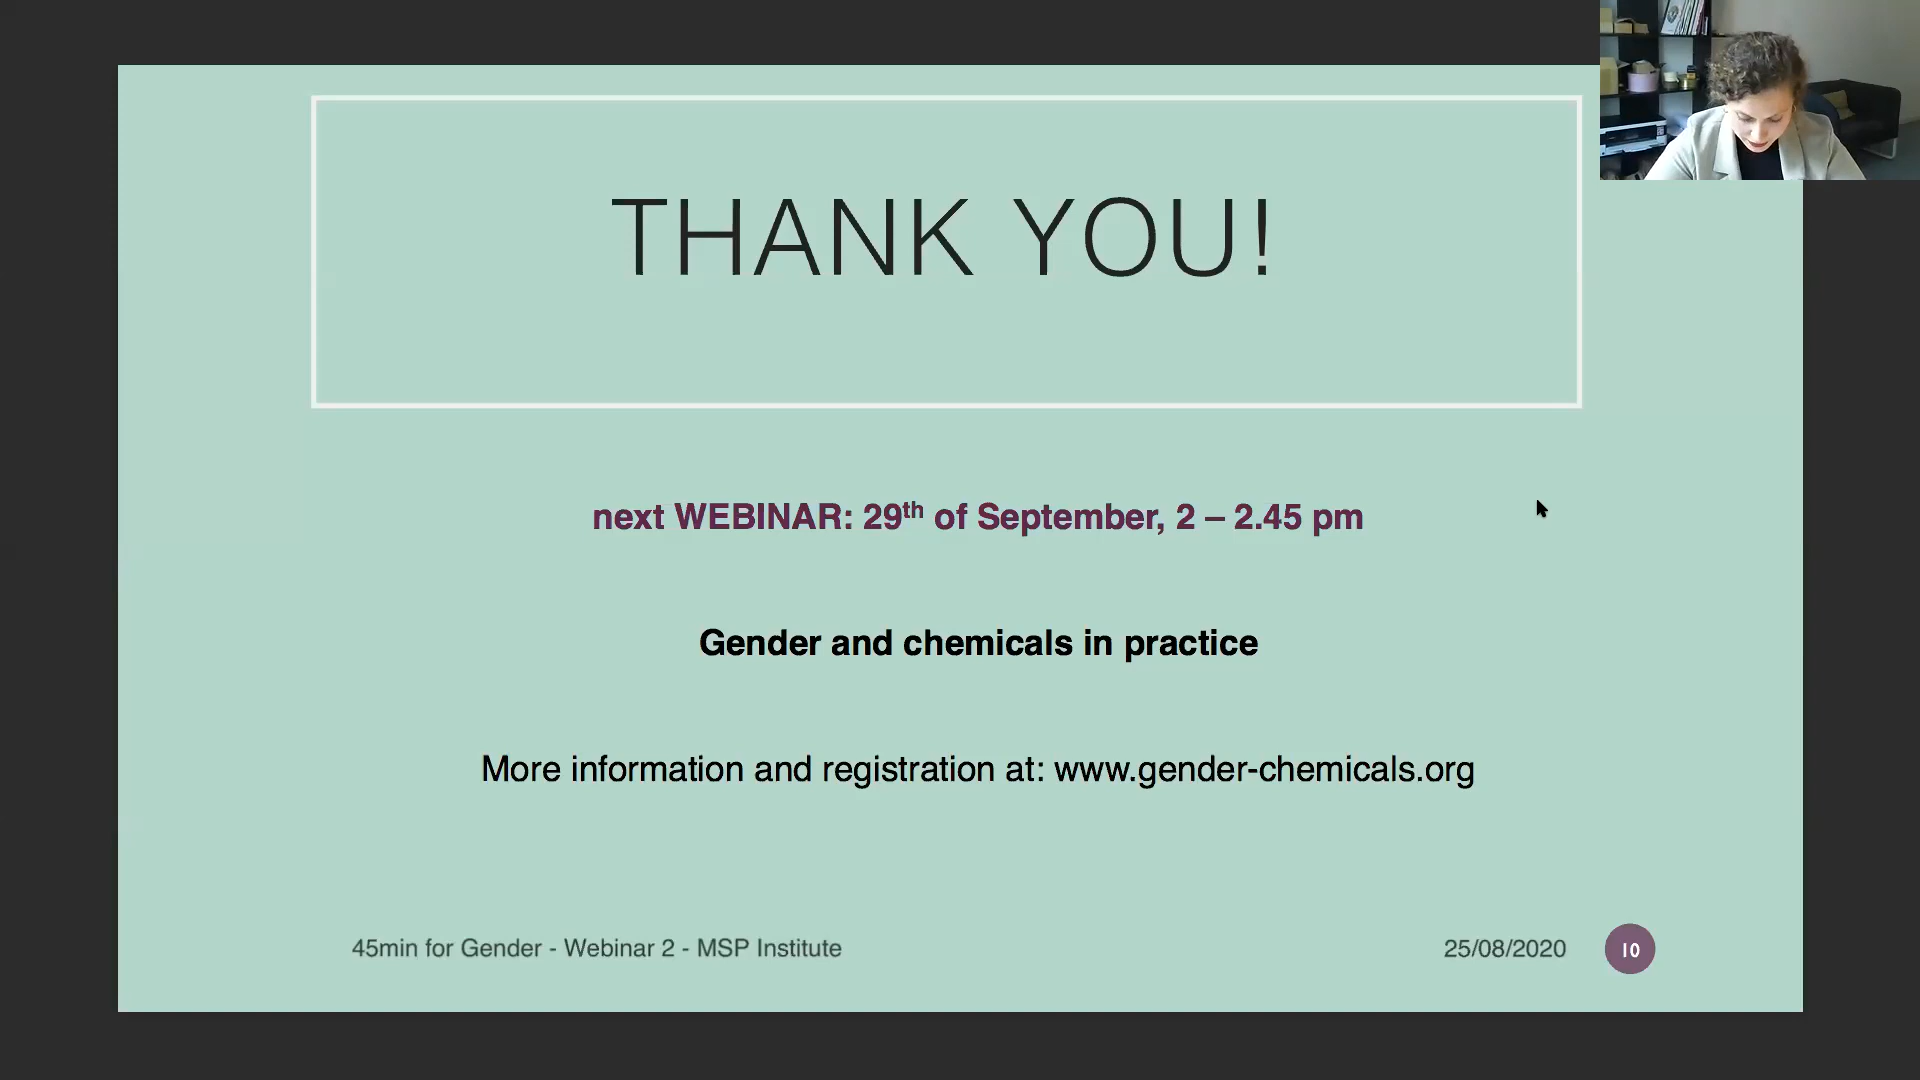 THANK YOU!
next WEBINAR: 29th of September, 2 – 2.45 pm
Gender and chemicals in practice
More information and registration at: www.gender-chemicals.org
45min for Gender - Webinar 2 - MSP Institute
25/08/2020
10